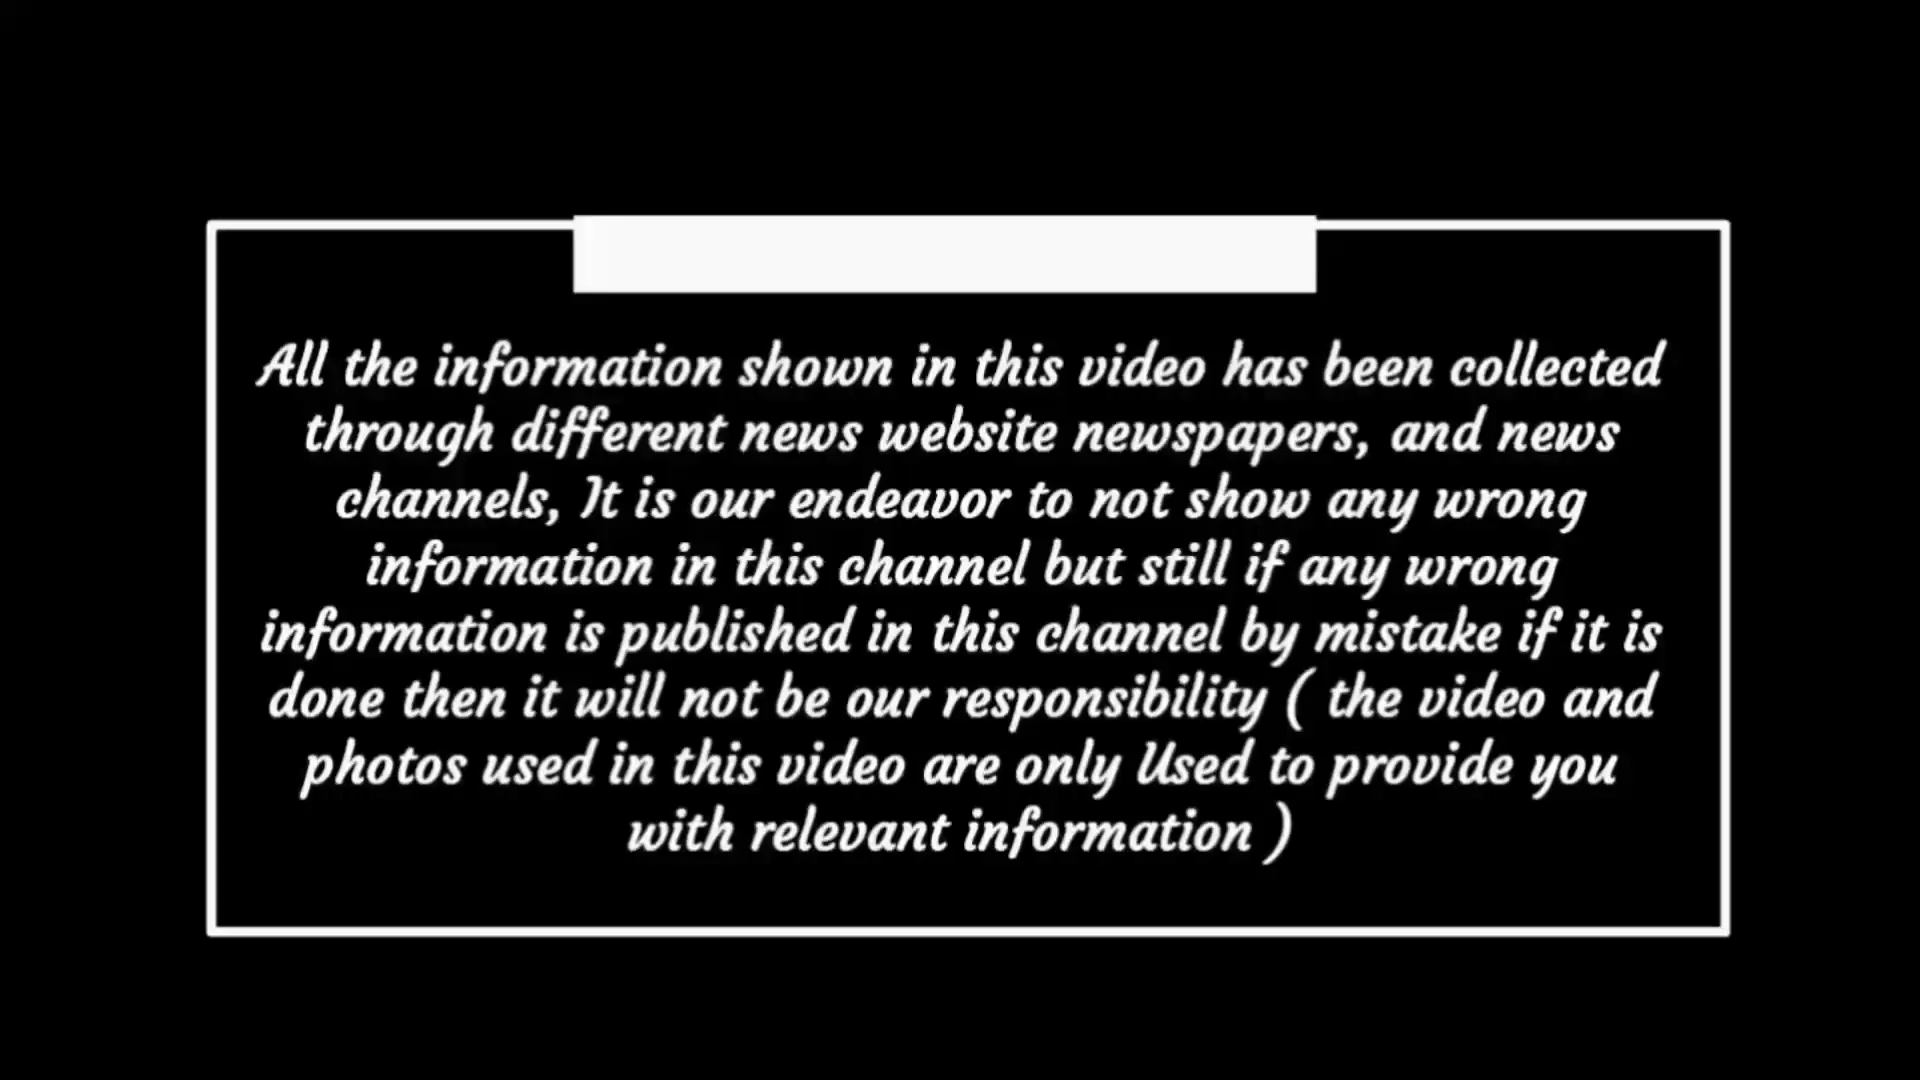 All the information shown in this video has been collected
through different news website newspapers, and news
channels, It is our endeavor to not show any wrong
information in this channel but still if any wrong
information is published in this channel by mistake if it is
done then it will not be our responsibility ( the video and
photos used in this video are only Used to provide you
with relevant information )